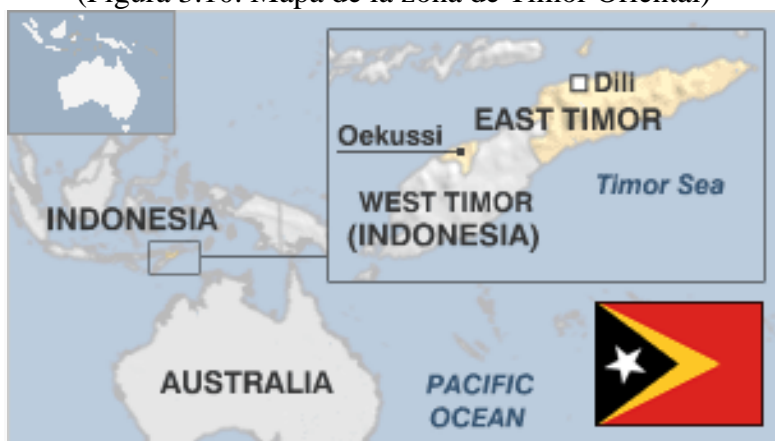 (Figura 3.10. Mapa de la zona de Timor Oriental)
Dili
EAST TIMOR
Oekussi
Timor Sea
WEST TIMOR
(INDONESIA)
INDONESIA
AUSTRALIA
PACIFIC
OCEAN